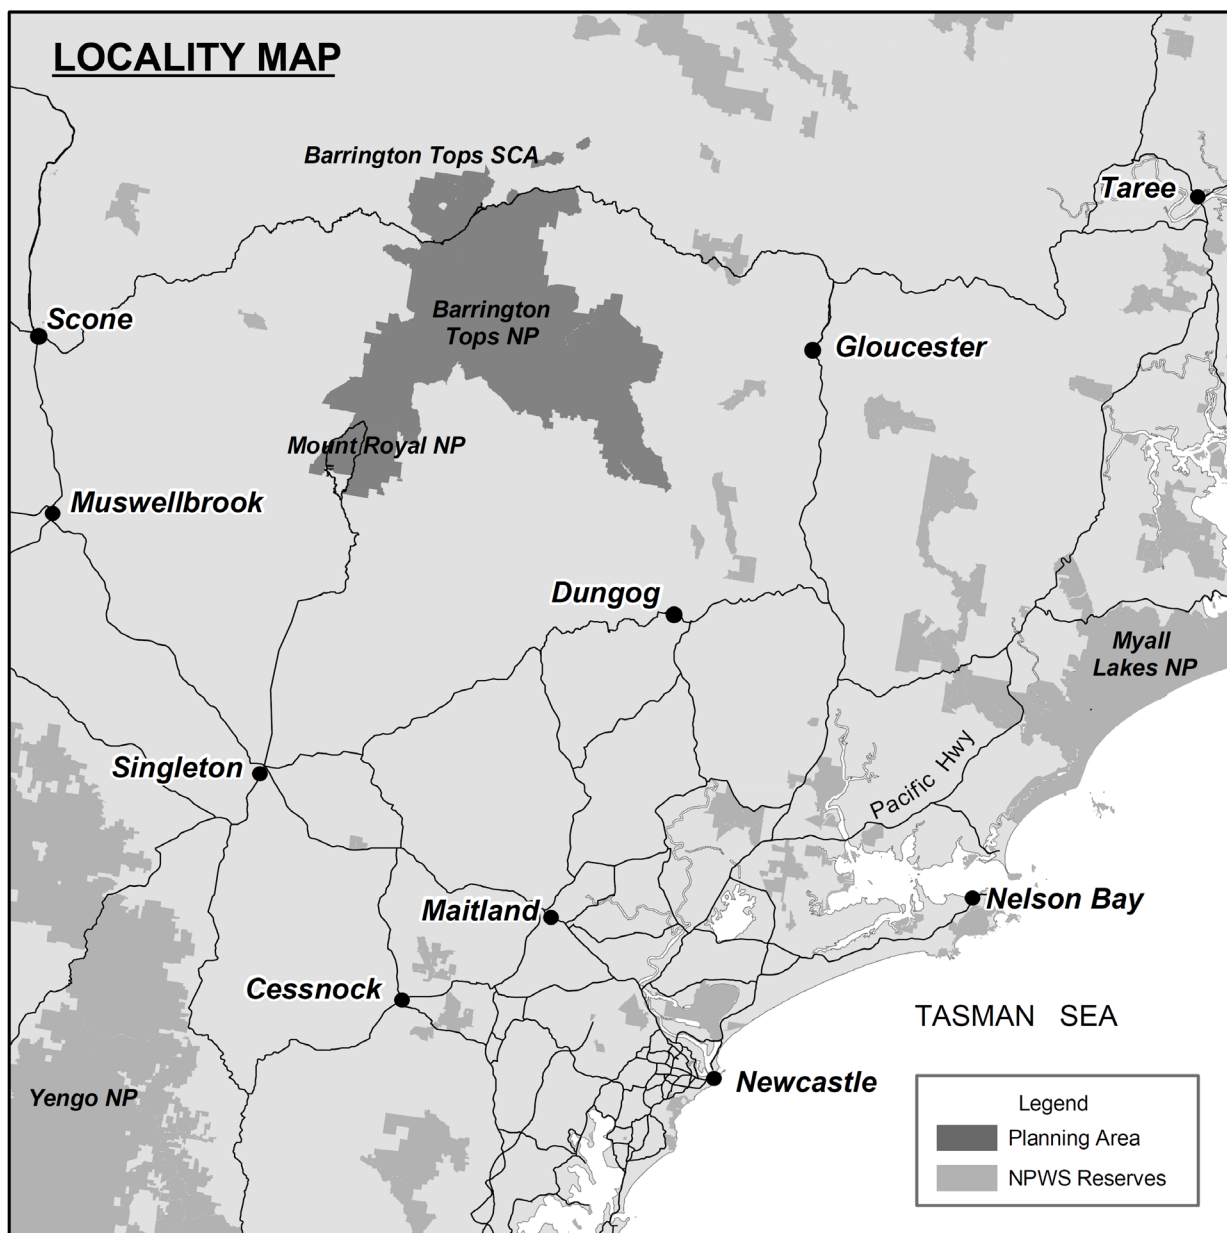 LOCALITY MAP
Barrington Tops SCA
Taree
Scone
Barrington
Tops NP
Gloucester
Mount Royal NP
Muswellbrook
Dungog
Myall
Lakes NP
Singleton
Pacific Hwy
Maitland
Nelson Bay
Cessnock
TASMAN SEA
Newcastle
Yengo NP
Legend
Planning Area
NPWS Reserves